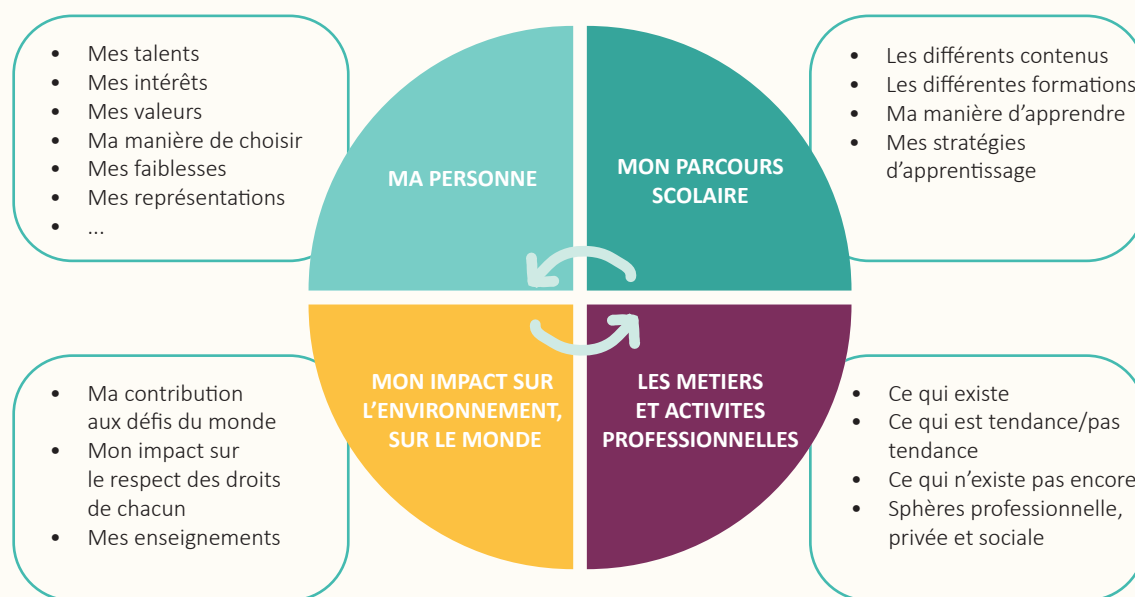 • Mes talents
• Mes intérêts
• Mes valeurs
• Ma manière de choisir
• Mes faiblesses
• Mes représentations
• ...
MA PERSONNE
MON PARCOURS
SCOLAIRE
• Les différents contenus
• Les différentes formations
• Ma manière d’apprendre
• Mes stratégies
d’apprentissage
• Ma contribution
aux défis du monde
• Mon impact sur
le respect des droits
de chacun
• Mes enseignements
MON IMPACT SUR
L’ENVIRONNEMENT,
SUR LE MONDE
LES METIERS
ET ACTIVITES
PROFESSIONNELLES
• Ce qui existe
• Ce qui est tendance/pas
tendance
• Ce qui n’existe pas encore
• Sphères professionnelle,
privée et sociale